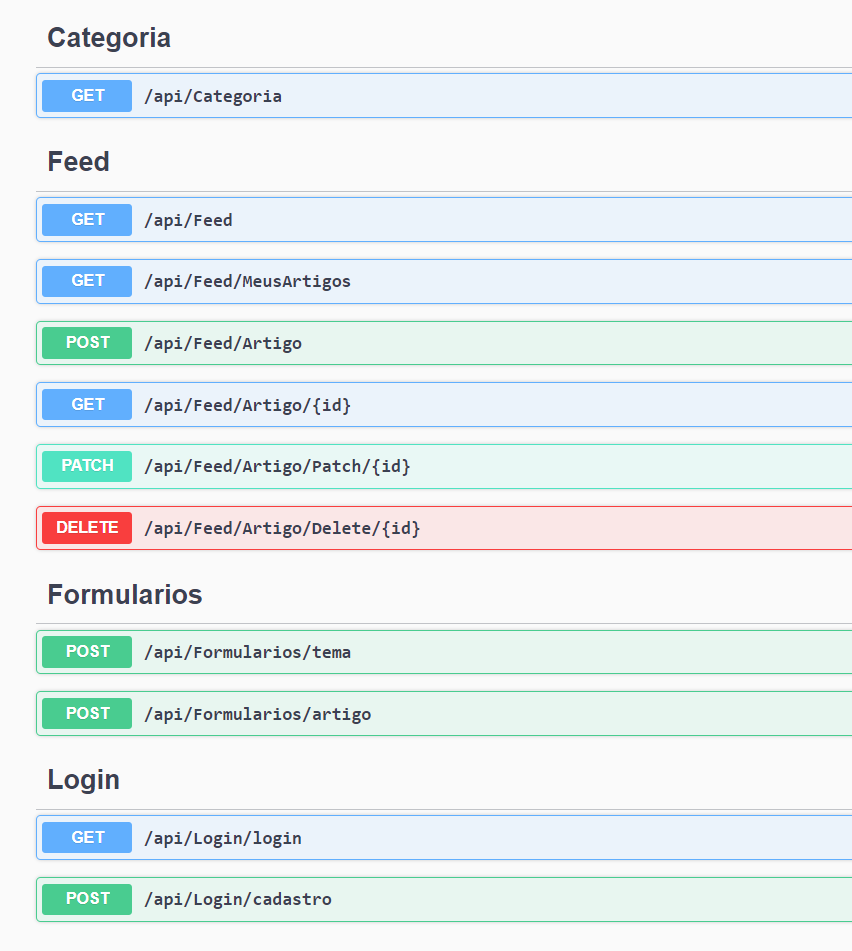 Categoria
GET /api/Categoria
Feed
GET /api/Feed
GET /api/Feed/MeusArtigos
POST /api/Feed/Artigo
GET /api/Feed/Artigo/{id}
PATCH /api/Feed/Artigo/Patch/{id}
DELETE /api/Feed/Artigo/Delete/{id}
Formularios
POST /api/Formularios/tema
POST /api/Formularios/artigo
Login
GET /api/Login/login
POST /api/Login/cadastro